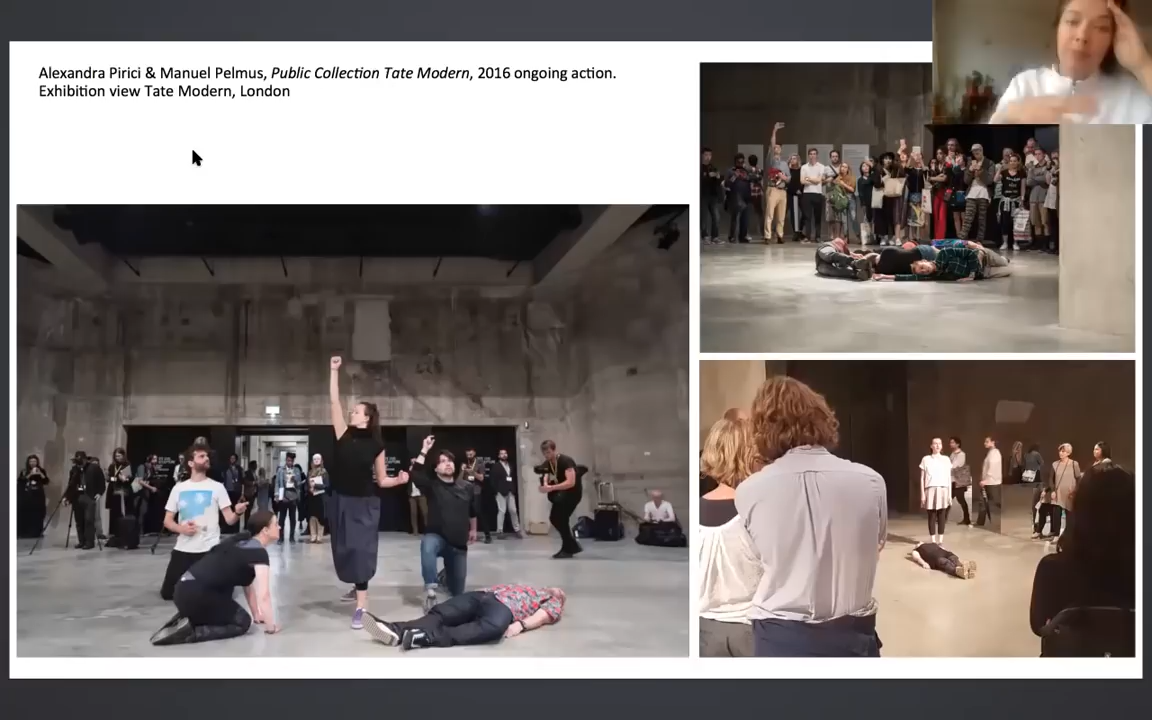 Alexandra Pirici & Manuel Pelmus, Public Collection Tate Modern, 2016 ongoing action.
Exhibition view Tate Modern, London